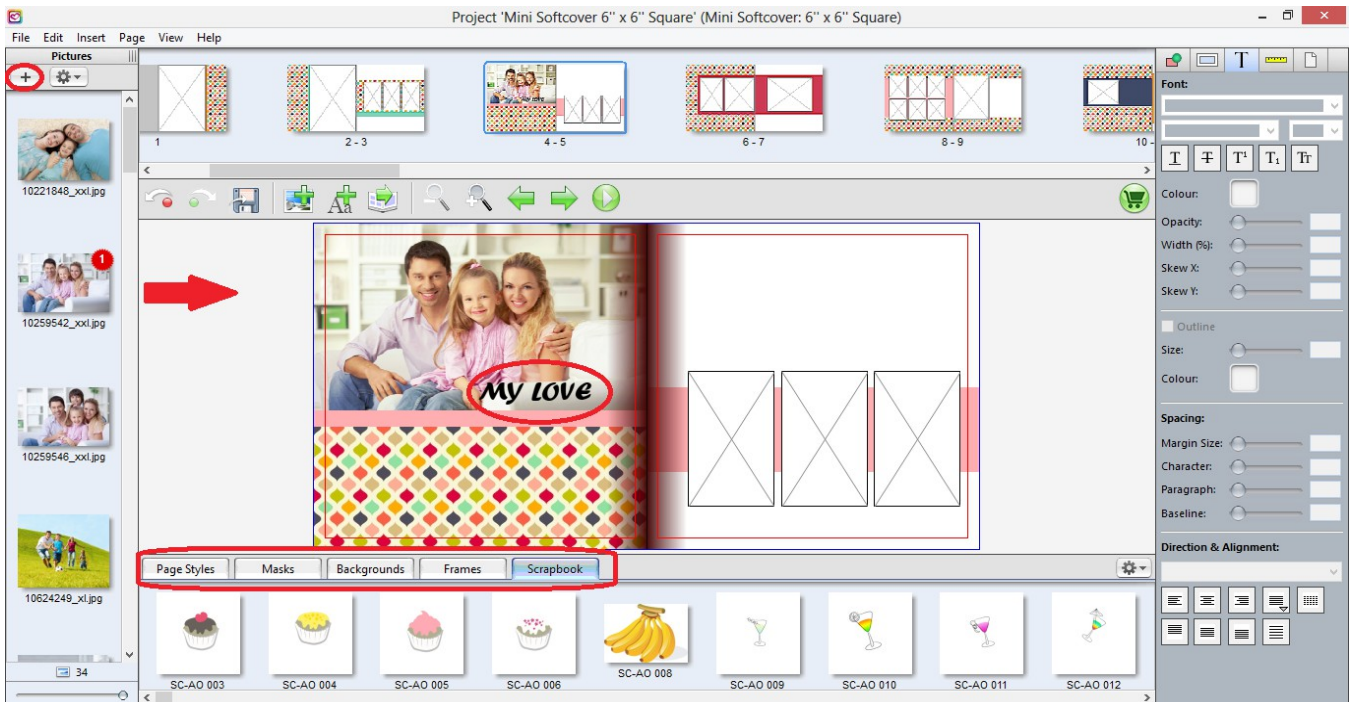 Project 'Mini Softcover 6" x 6" Square' (Mini Softcover: 6" x 6" Square)
File Edit Insert Page View Help
Pictures
10221848_xxl.jpg
1
10259542_xxl.jpg
10259546_xxl.jpg
10624249_xl.jpg
34
1
2 - 3
4 - 5
6 - 7
8 - 9
10 -
Aa
My Love
Page Styles Masks Backgrounds Frames Scrapbook
SC-AO 003
SC-AO 004
SC-AO 005
SC-AO 006
SC-AO 008
SC-AO 009
SC-AO 010
SC-AO 011
SC-AO 012
T
Font:
T T T¹ T₁ Tr
Colour:
Opacity:
Width (%):
Skew X:
Skew Y:
Outline
Size:
Colour:
Spacing:
Margin Size:
Character:
Paragraph:
Baseline:
Direction & Alignment: